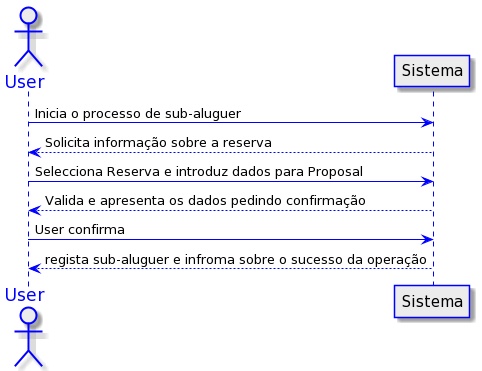 User
Sistema
Inicia o processo de sub-aluguer
Solicita informação sobre a reserva
Selecciona Reserva e introduz dados para Proposal
Valida e apresenta os dados pedindo confirmação
User confirma
regista sub-aluguer e infroma sobre o sucesso da operação
User
Sistema